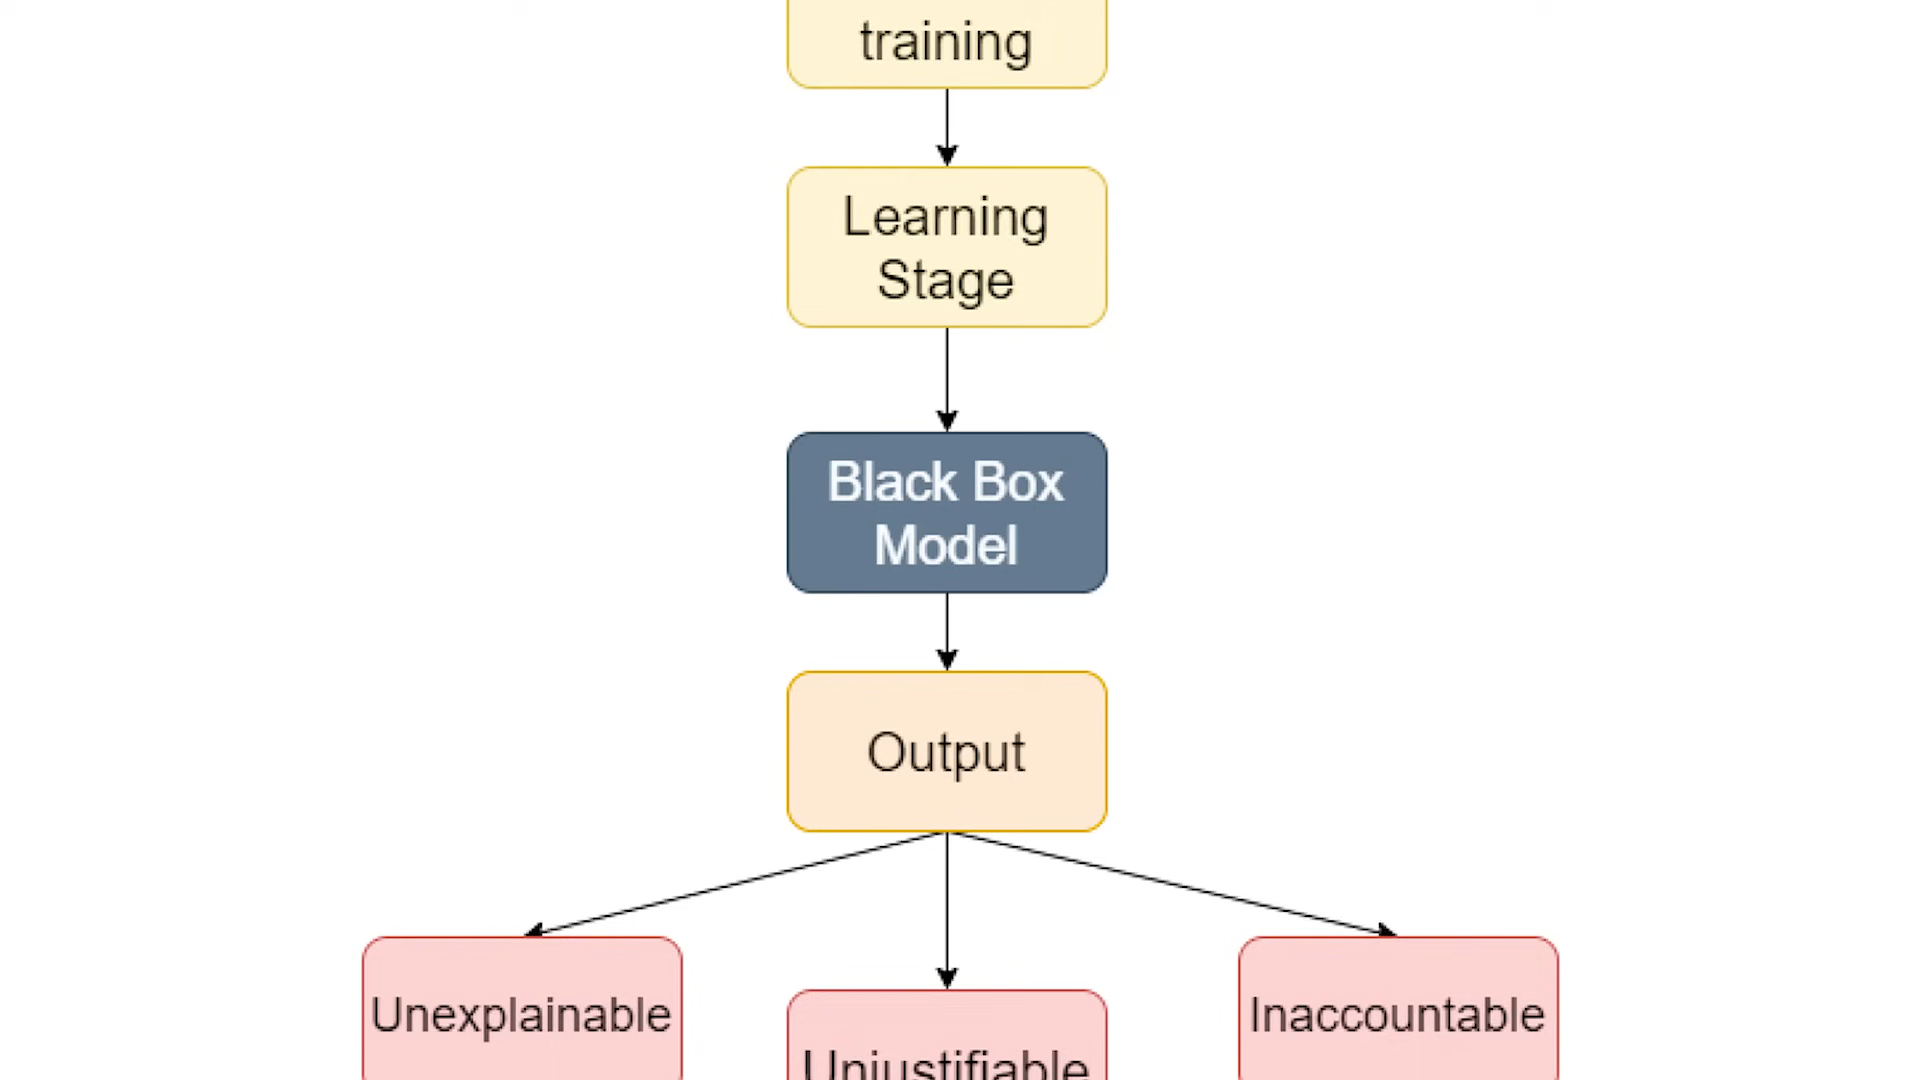 training
Learning
Stage
Black Box
Model
Output
Unexplainable
Inaccountable
Unjustifiable